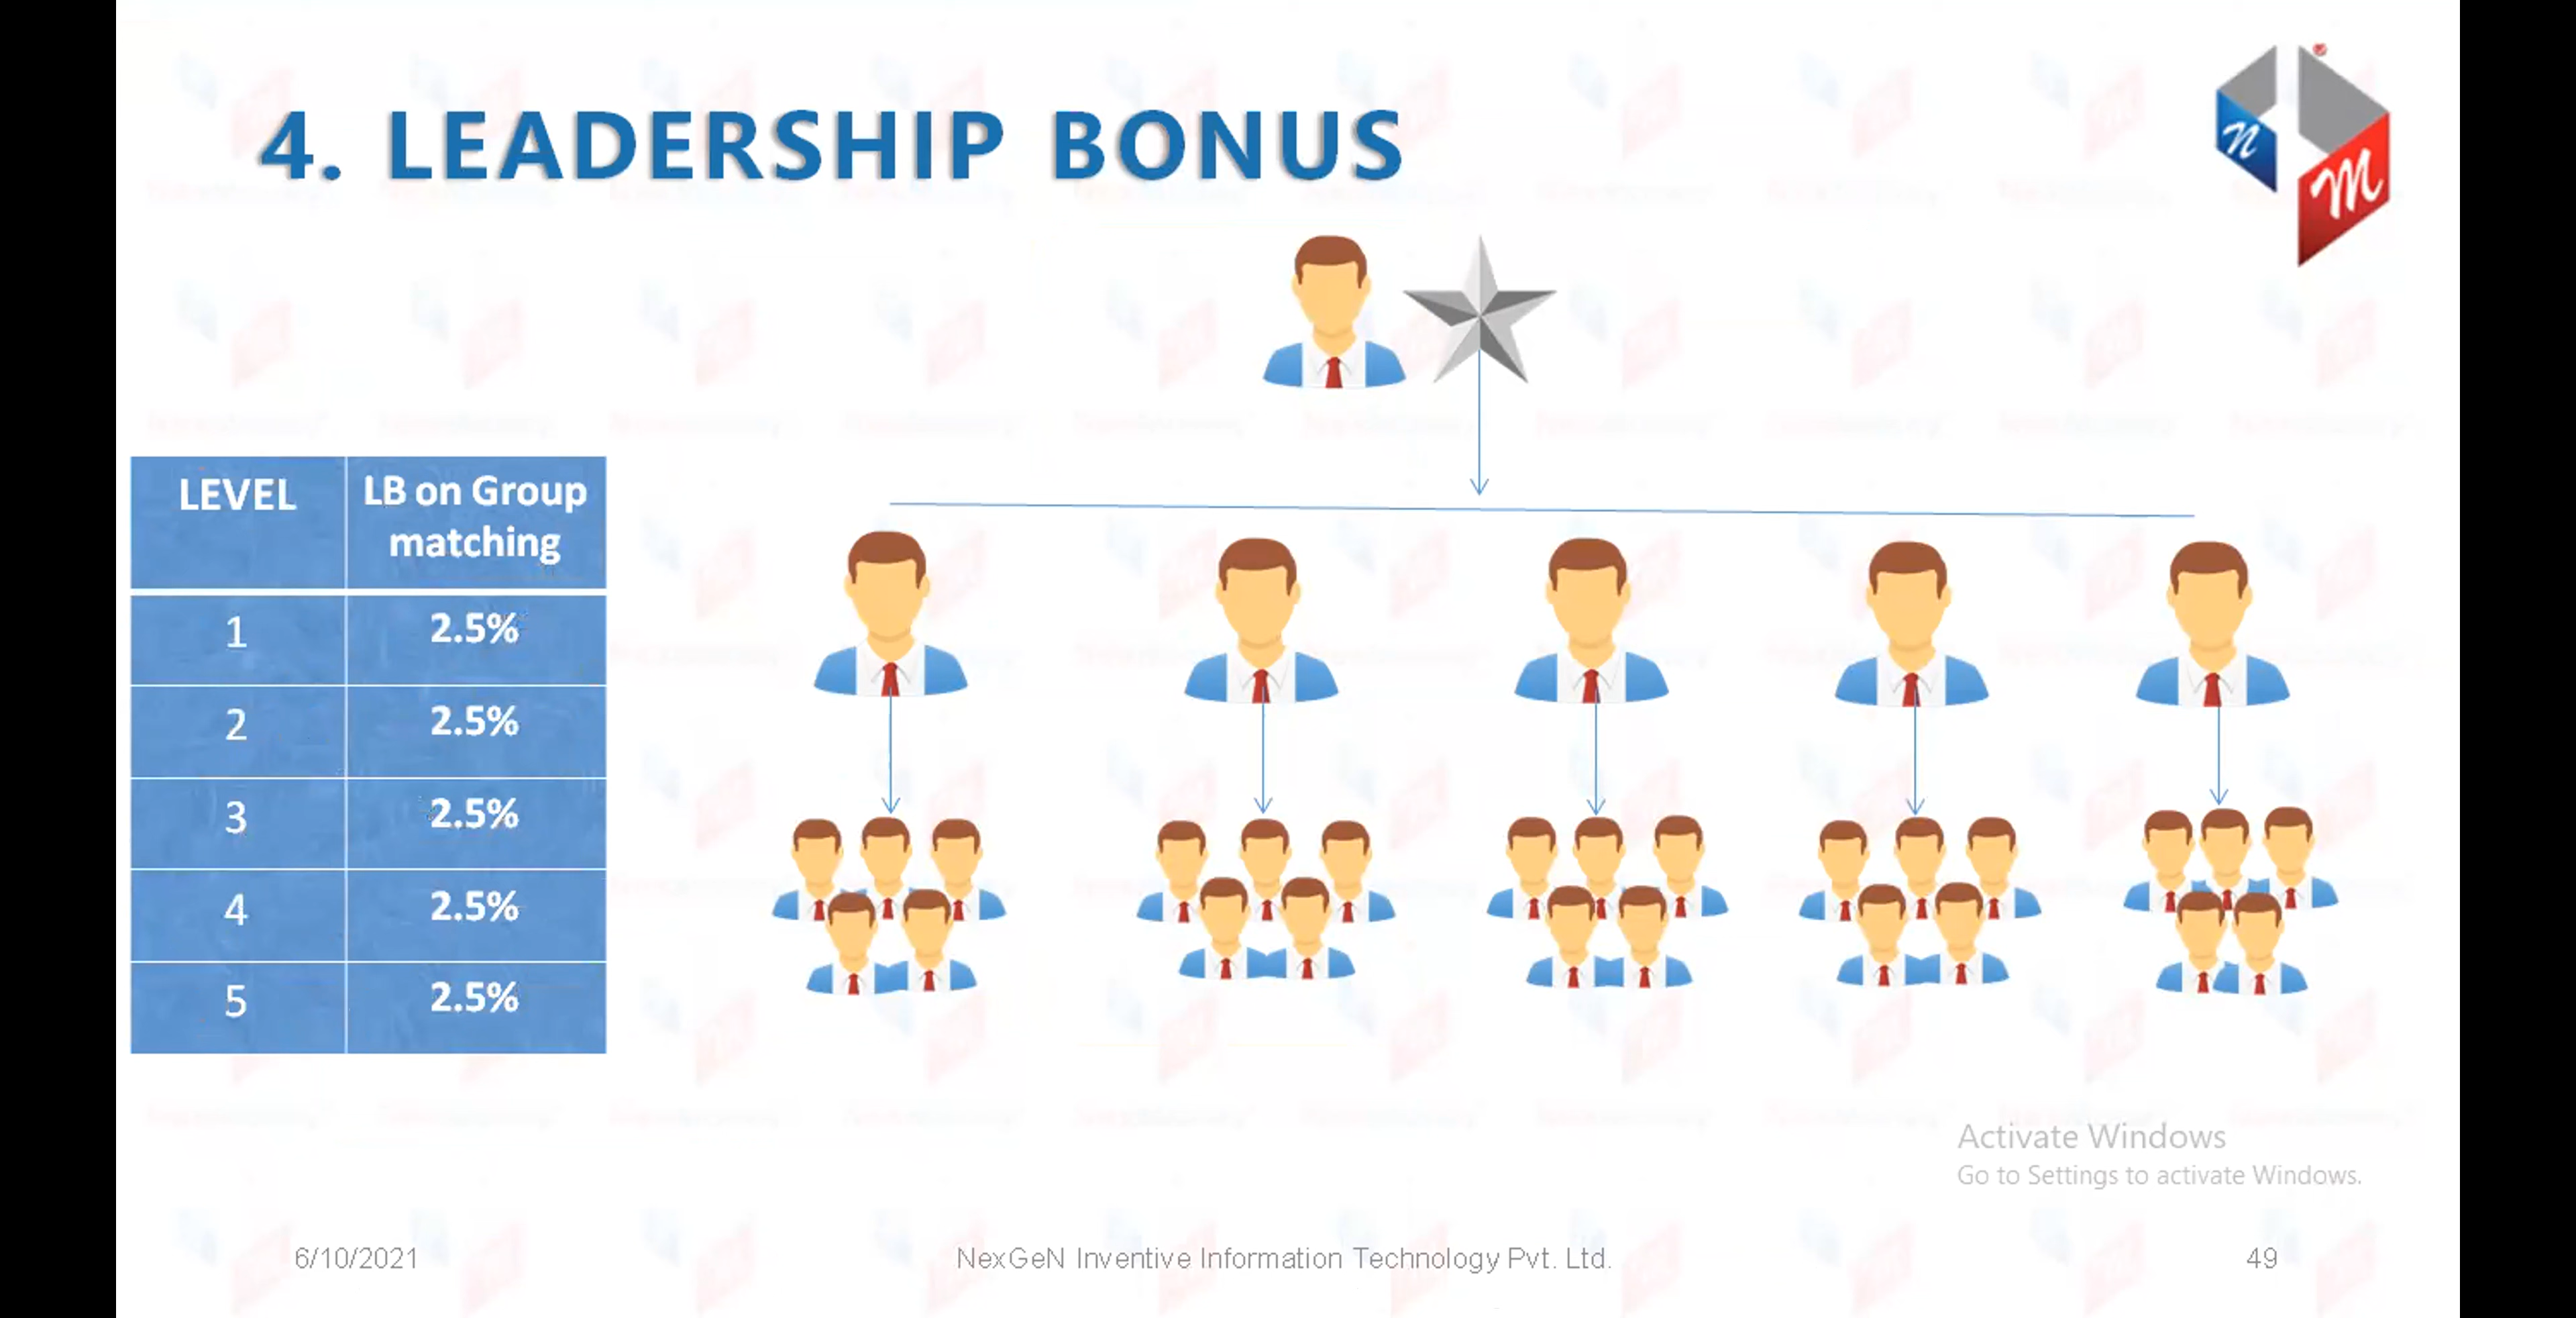 4. LEADERSHIP BONUS
n
m
LEVEL
LB on Group
matching
1
2.5%
2
2.5%
3
2.5%
4
2.5%
5
2.5%
Activate Windows
Go to Settings to activate Windows.
6/10/2021
NexGeN Inventive Information Technology Pvt. Ltd.
49